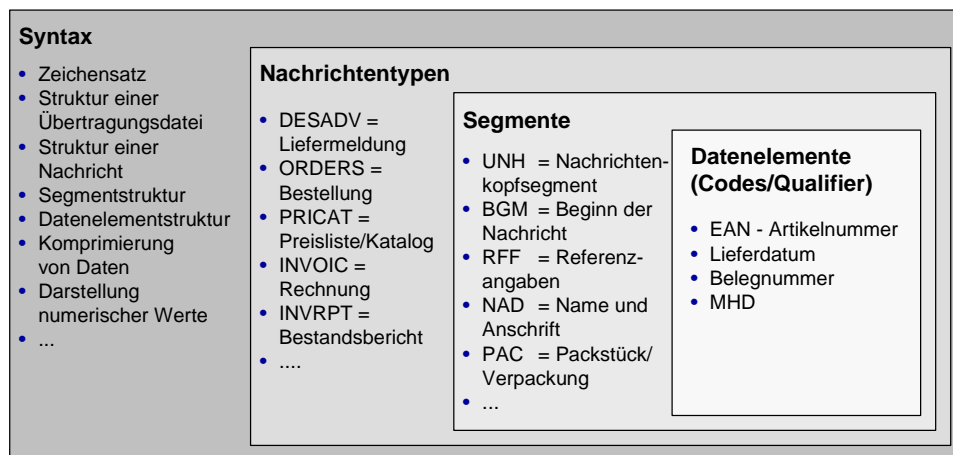 Syntax
• Zeichensatz
• Struktur einer
Übertragungsdatei
• Struktur einer
Nachricht
• Segmentstruktur
• Datenelementstruktur
• Komprimierung
von Daten
• Darstellung
numerischer Werte
• ...
Nachrichtentypen
• DESADV =
Liefermeldung
• ORDERS =
Bestellung
• PRICAT =
Preisliste/Katalog
• INVOIC =
Rechnung
• INVRPT =
Bestandsbericht
• ....
Segmente
• UNH = Nachrichten-
kopfsegment
• BGM = Beginn der
Nachricht
• RFF = Referenz-
angaben
• NAD = Name und
Anschrift
• PAC = Packstück/
Verpackung
• ...
Datenelemente
(Codes/Qualifier)
• EAN - Artikelnummer
• Lieferdatum
• Belegnummer
• MHD